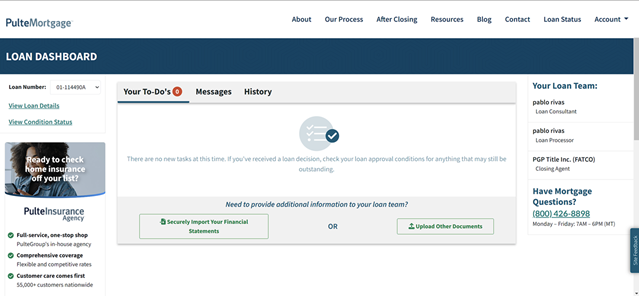 PulteMortgage
About Our Process After Closing Resources Blog Contact Loan Status Account
LOAN DASHBOARD
Loan Number: 01-114490A
View Loan Details
View Condition Status
Ready to check
home insurance
off your list?
PulteInsurance
Agency
Full-service, one-stop shop
PulteGroup's in-house agency
Comprehensive coverage
Flexible and competitive rates
Customer care comes first
55,000+ customers nationwide
Your To-Do's 0 Messages History
There are no new tasks at this time. If you've received a loan decision, check your loan approval conditions for anything that may still be
outstanding.
Need to provide additional information to your loan team?
Securely Import Your Financial
Statements
OR
Upload Other Documents
Your Loan Team:
pablo rivas
Loan Consultant
pablo rivas
Loan Processor
PGP Title Inc. (FATCO)
Closing Agent
Have Mortgage
Questions?
(800) 426-8898
Monday – Friday: 7AM – 6PM (MT)
Site Feedback